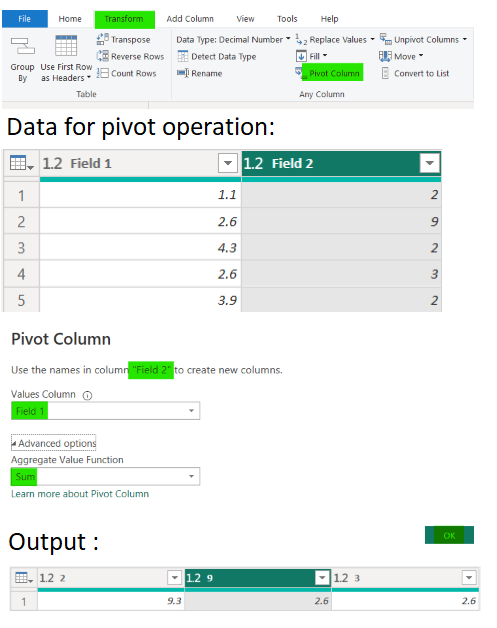 File Home Transform Add Column View Tools Help
Transpose Data Type: Decimal Number 1 2 Replace Values Unpivot Columns
Group By Use First Row as Headers Reverse Rows Detect Data Type Fill Move
Count Rows Rename Pivot Column Convert to List
Table Any Column
Data for pivot operation:
1.2 Field 1 1.2 Field 2
1 1.1 2
2 2.6 9
3 4.3 2
4 2.6 3
5 3.9 2
Pivot Column
Use the names in column "Field 2" to create new columns.
Values Column
Field 1
Advanced options
Aggregate Value Function
Sum
Learn more about Pivot Column
OK
Output :
1.2 2 1.2 9 1.2 3
1 9.3 2.6 2.6